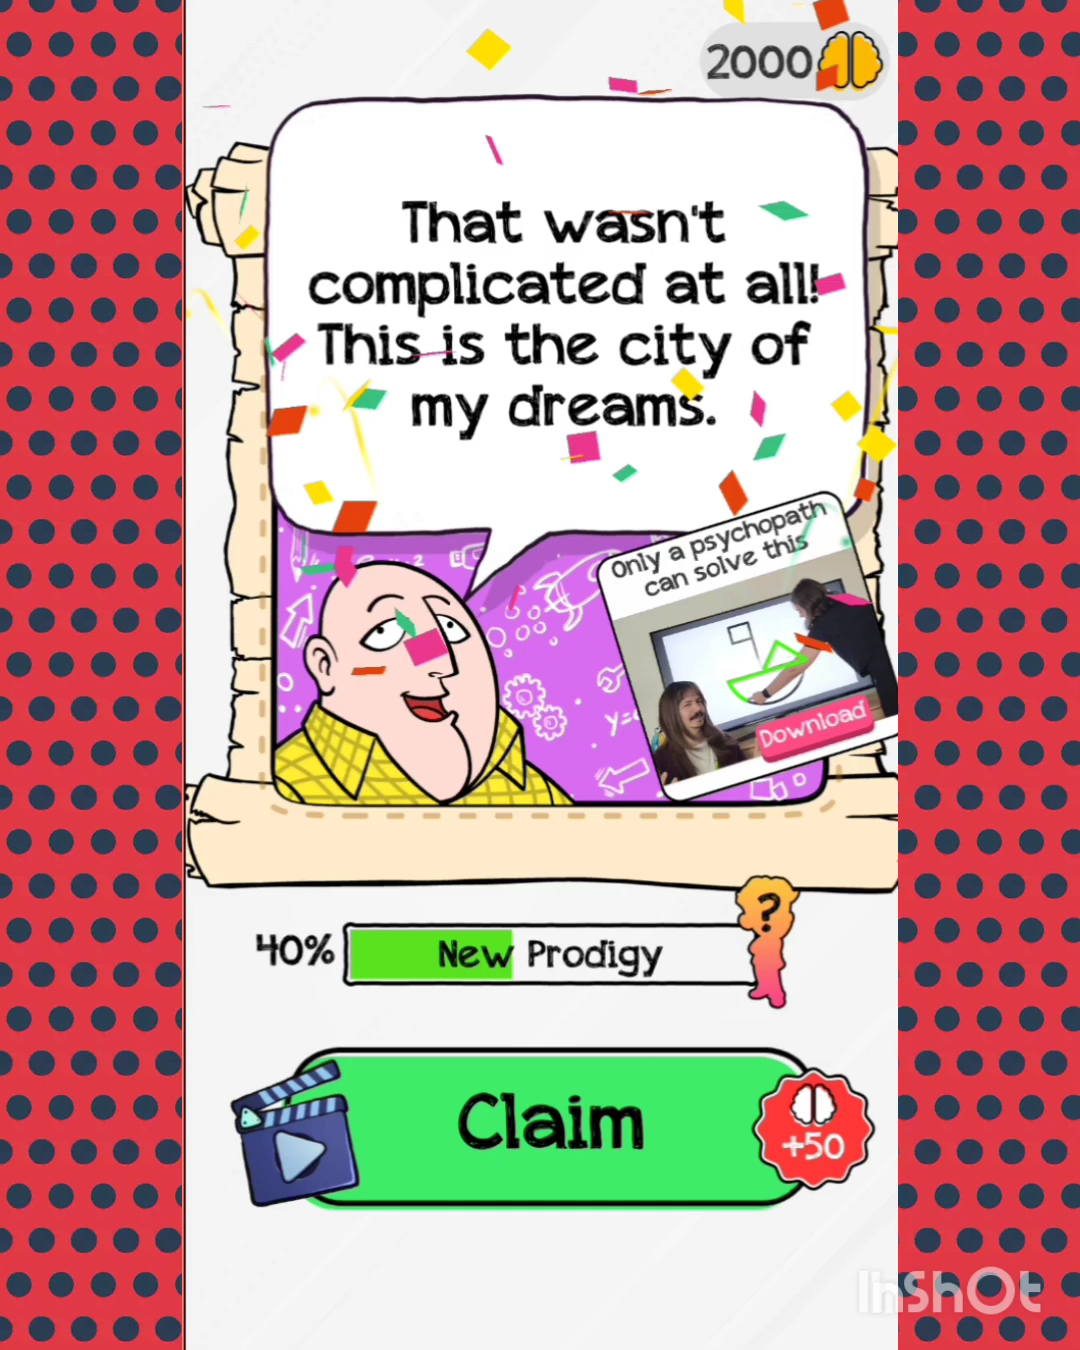 2000
That wasn't
complicated at all!
This is the city of
my dreams.
Only a psychopath
can solve this
Download
40%
New Prodigy
Claim
+50
InShOt